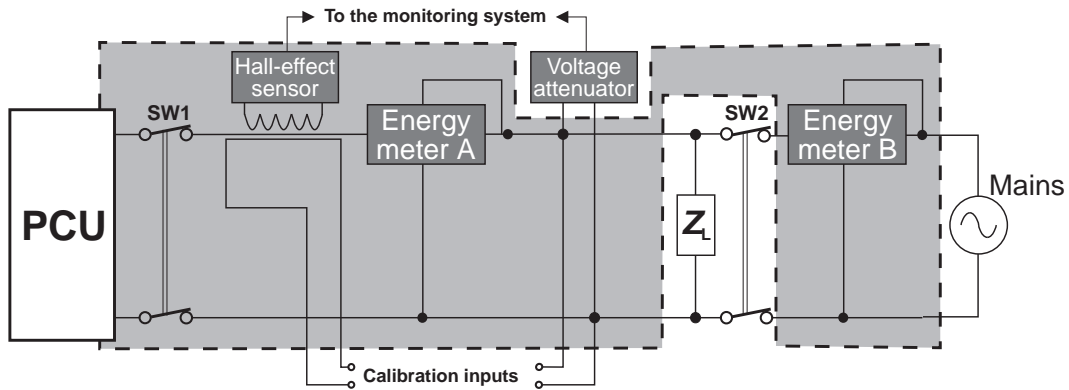 To the monitoring system
Hall-effect
sensor
Voltage
attenuator
SW1
Energy
meter A
SW2
Energy
meter B
Mains
PCU
ZL
Calibration inputs